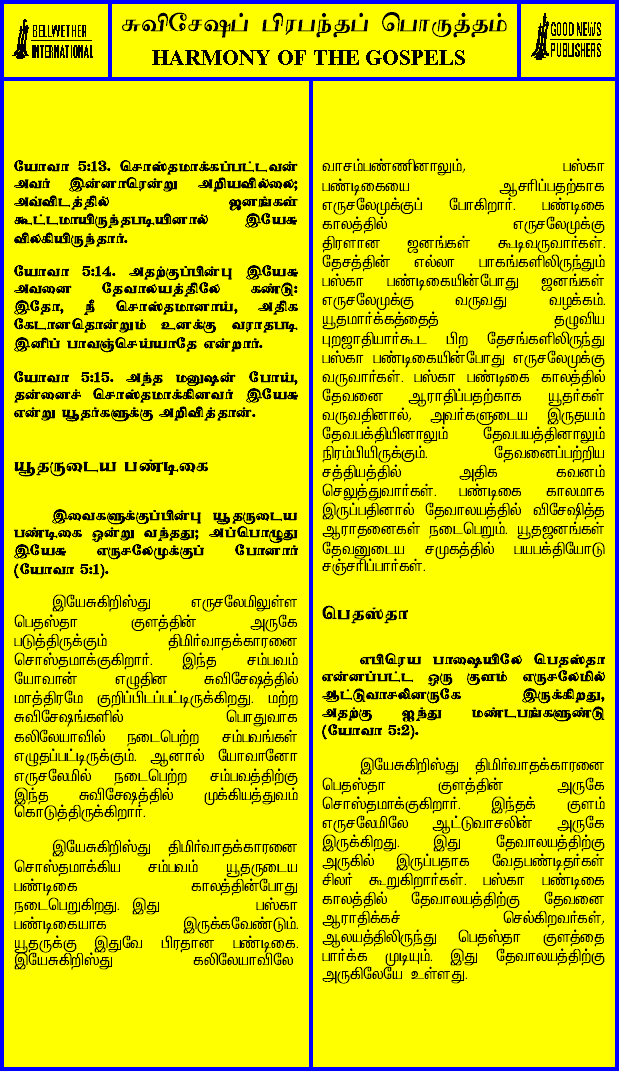 BELLWETHER
INTERNATIONAL
சுவிசேஷப் பிரபந்தப் பொருத்தம்
HARMONY OF THE GOSPELS
GOOD NEWS
PUBLISHERS
யோவா 5:13. சொஸ்தமாக்கப்பட்டவன்
அவர் இன்னாரென்று அறியவில்லை;
அவ்விடத்தில் ஜனங்கள்
கூட்டமாயிருந்தபடியினால் இயேசு
விலகியிருந்தார்.
யோவா 5:14. அதற்குப்பின்பு இயேசு
அவனை தேவாலயத்திலே கண்டு:
இதோ, நீ சொஸ்தமானாய், அதிக
கேடானதொன்றும் உனக்கு வராதபடி
இனிப் பாவஞ்செய்யாதே என்றார்.
யோவா 5:15. அந்த மனுஷன் போய்,
தன்னைச் சொஸ்தமாக்கினவர் இயேசு
என்று யூதர்களுக்கு அறிவித்தான்.
யூதருடைய பண்டிகை
இவைகளுக்குப்பின்பு யூதருடைய
பண்டிகை ஒன்று வந்தது; அப்பொழுது
இயேசு எருசலேமுக்குப் போனார்
(யோவா 5:1).
இயேசுகிறிஸ்து எருசலேமிலுள்ள
பெதஸ்தா குளத்தின் அருகே
படுத்திருக்கும் திமிர்வாதக்காரனை
சொஸ்தமாக்குகிறார். இந்த சம்பவம்
யோவான் எழுதின சுவிசேஷத்தில்
மாத்திரமே குறிப்பிடப்பட்டிருக்கிறது. மற்ற
சுவிசேஷங்களில் பொதுவாக
கலிலேயாவில் நடைபெற்ற சம்பவங்கள்
எழுதப்பட்டிருக்கும். ஆனால் யோவானோ
எருசலேமில் நடைபெற்ற சம்பவத்திற்கு
இந்த சுவிசேஷத்தில் முக்கியத்துவம்
கொடுத்திருக்கிறார்.
இயேசுகிறிஸ்து திமிர்வாதக்காரனை
சொஸ்தமாக்கிய சம்பவம் யூதருடைய
பண்டிகை காலத்தின்போது
நடைபெறுகிறது. இது பஸ்கா
பண்டிகையாக இருக்கவேண்டும்.
யூதருக்கு இதுவே பிரதான பண்டிகை.
இயேசுகிறிஸ்து கலிலேயாவிலே
வாசம்பண்ணினாலும், பஸ்கா
பண்டிகையை ஆசரிப்பதற்காக
எருசலேமுக்குப் போகிறார். பண்டிகை
காலத்தில் எருசலேமுக்கு
திரளான ஜனங்கள் கூடிவருவார்கள்.
தேசத்தின் எல்லா பாகங்களிலிருந்தும்
பஸ்கா பண்டிகையின்போது ஜனங்கள்
எருசலேமுக்கு வருவது வழக்கம்.
யூதமார்க்கத்தைத் தழுவிய
புறஜாதியார்கூட பிற தேசங்களிலிருந்து
பஸ்கா பண்டிகையின்போது எருசலேமுக்கு
வருவார்கள். பஸ்கா பண்டிகை காலத்தில்
தேவனை ஆராதிப்பதற்காக யூதர்கள்
வருவதினால், அவர்களுடைய இருதயம்
தேவபக்தியினாலும் தேவபயத்தினாலும்
நிரம்பியிருக்கும். தேவனைப்பற்றிய
சத்தியத்தில் அதிக கவனம்
செலுத்துவார்கள். பண்டிகை காலமாக
இருப்பதினால் தேவாலயத்தில் விசேஷித்த
ஆராதனைகள் நடைபெறும். யூதஜனங்கள்
தேவனுடைய சமுகத்தில் பயபக்தியோடு
சஞ்சரிப்பார்கள்.
பெதஸ்தா
எபிரெய பாஷையிலே பெதஸ்தா
என்னப்பட்ட ஒரு குளம் எருசலேமில்
ஆட்டுவாசலினருகே இருக்கிறது,
அதற்கு ஐந்து மண்டபங்களுண்டு
(யோவா 5:2).
இயேசுகிறிஸ்து திமிர்வாதக்காரனை
பெதஸ்தா குளத்தின் அருகே
சொஸ்தமாக்குகிறார். இந்தக் குளம்
எருசலேமிலே ஆட்டுவாசலின் அருகே
இருக்கிறது. இது தேவாலயத்திற்கு
அருகில் இருப்பதாக வேதபண்டிதர்கள்
சிலர் கூறுகிறார்கள். பஸ்கா பண்டிகை
காலத்தில் தேவாலயத்திற்கு தேவனை
ஆராதிக்கச் செல்கிறவர்கள்,
ஆலயத்திலிருந்து பெதஸ்தா குளத்தை
பார்க்க முடியும். இது தேவாலயத்திற்கு
அருகிலேயே உள்ளது.